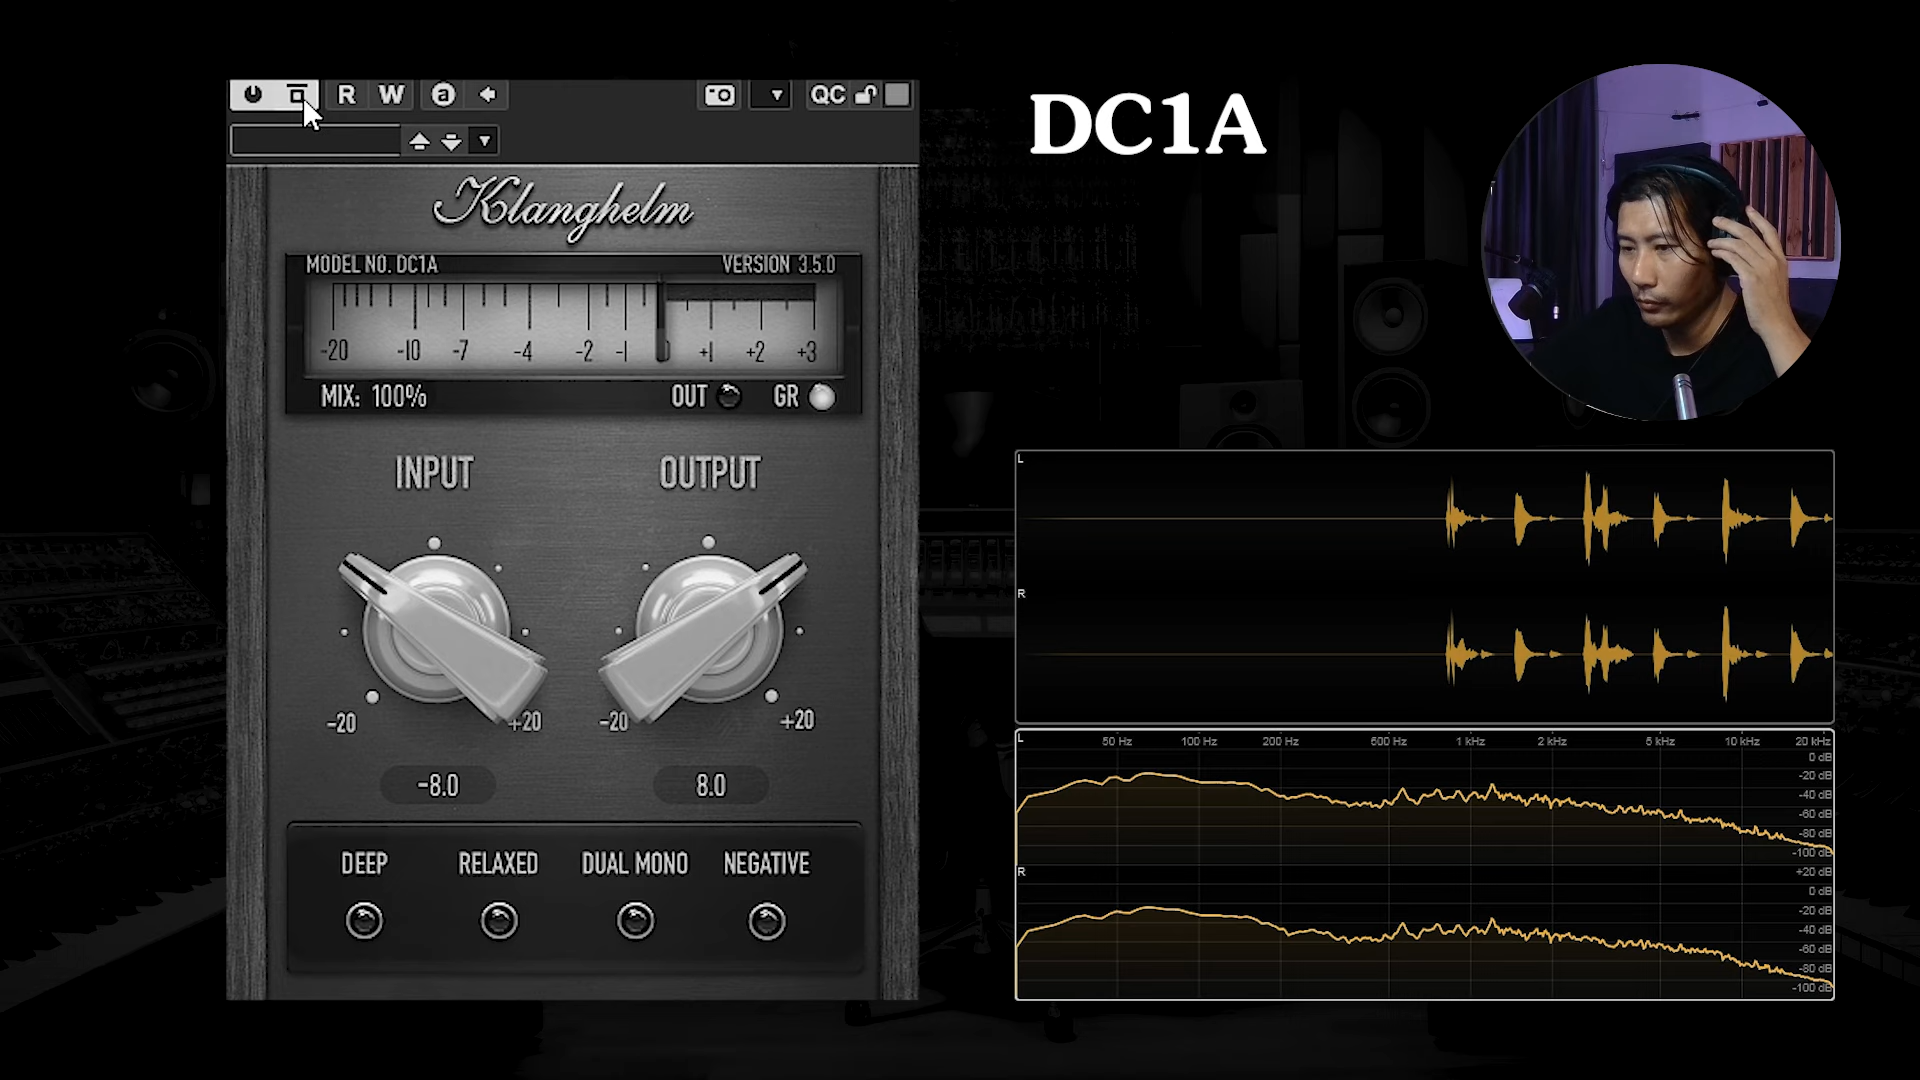 R W a QC
DC1A
Klanghelm
MODEL NO. DC1A VERSION 3.5.0
-20 -10 -7 -4 -2 -1 +1 +2 +3
MIX: 100% OUT GR
INPUT OUTPUT
-20 +20 -20 +20
-8.0 8.0
DEEP RELAXED DUAL MONO NEGATIVE
L
R
L 50 Hz 100 Hz 200 Hz 500 Hz 1 kHz 2 kHz 5 kHz 10 kHz 20 kHz
0 dB
-20 dB
-40 dB
-60 dB
-80 dB
-100 dB
R +20 dB
0 dB
-20 dB
-40 dB
-60 dB
-80 dB
-100 dB